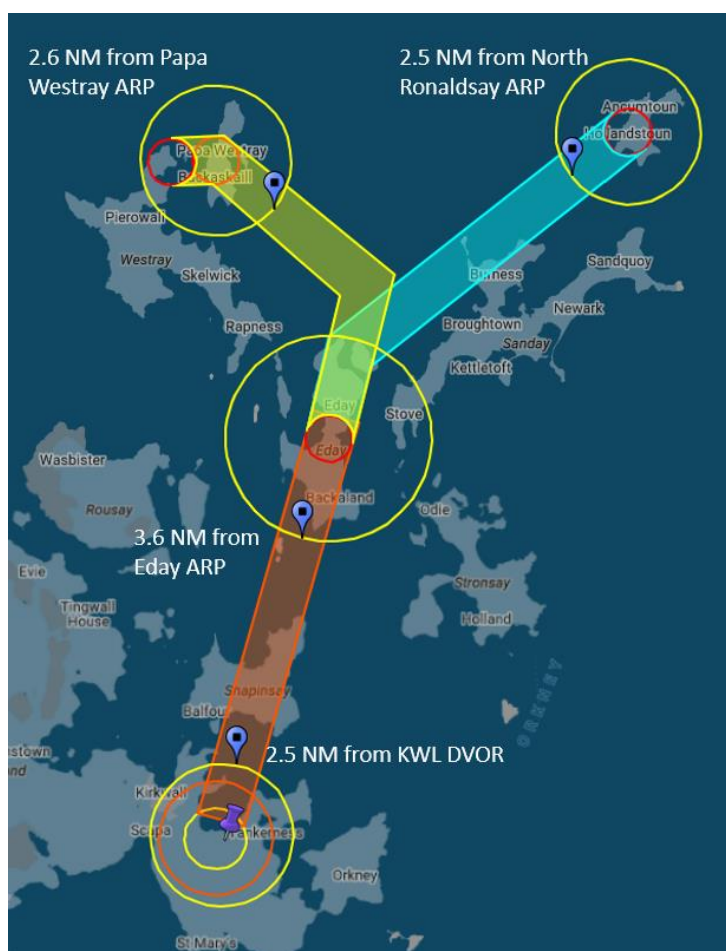 2.6 NM from Papa
Westray ARP
2.5 NM from North
Ronaldsay ARP
Ancumtoun
Hollandstoun
Papa Westray
Backaskaill
Pierowall
Westray
Skelwick
Rapness
Burness
Sandquoy
Newark
Broughtown
Sanday
Kettletoft
Eday
Stove
Eday
Wasbister
Rousay
Backaland
Odie
3.6 NM from
Eday ARP
Evie
Stronsay
Tingwall
House
Holland
Shapinsay
Balfour
ORKNEY
2.5 NM from KWL DVOR
Kirkwall
Scapa
Tankerness
Orkney
St Mary's